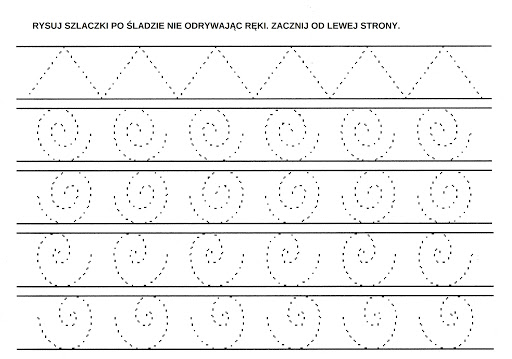 RYSUJ SZLACZKI PO ŚLADZIE NIE ODRYWAJĄC RĘKI. ZACZNIJ OD LEWEJ STRONY.